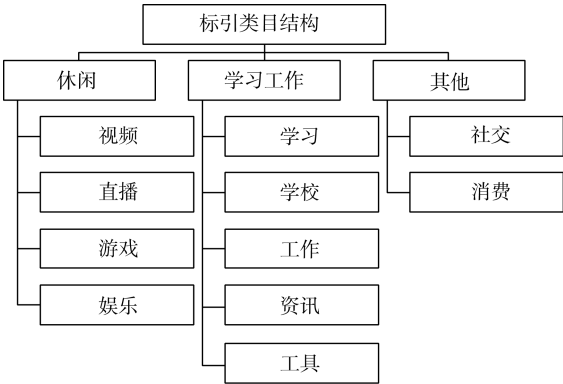 标引类目结构
休闲
视频
直播
游戏
娱乐
学习工作
学习
学校
工作
资讯
工具
其他
社交
消费